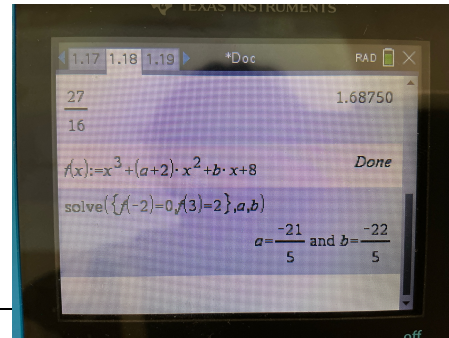 TEXAS INSTRUMENTS
1.17 1.18 1.19 *Doc RAD
27/16 1.68750
f(x):=x^3+(a+2)·x^2+b·x+8 Done
solve({f(-2)=0,f(3)=2},a,b)
a=-21/5 and b=-22/5
off